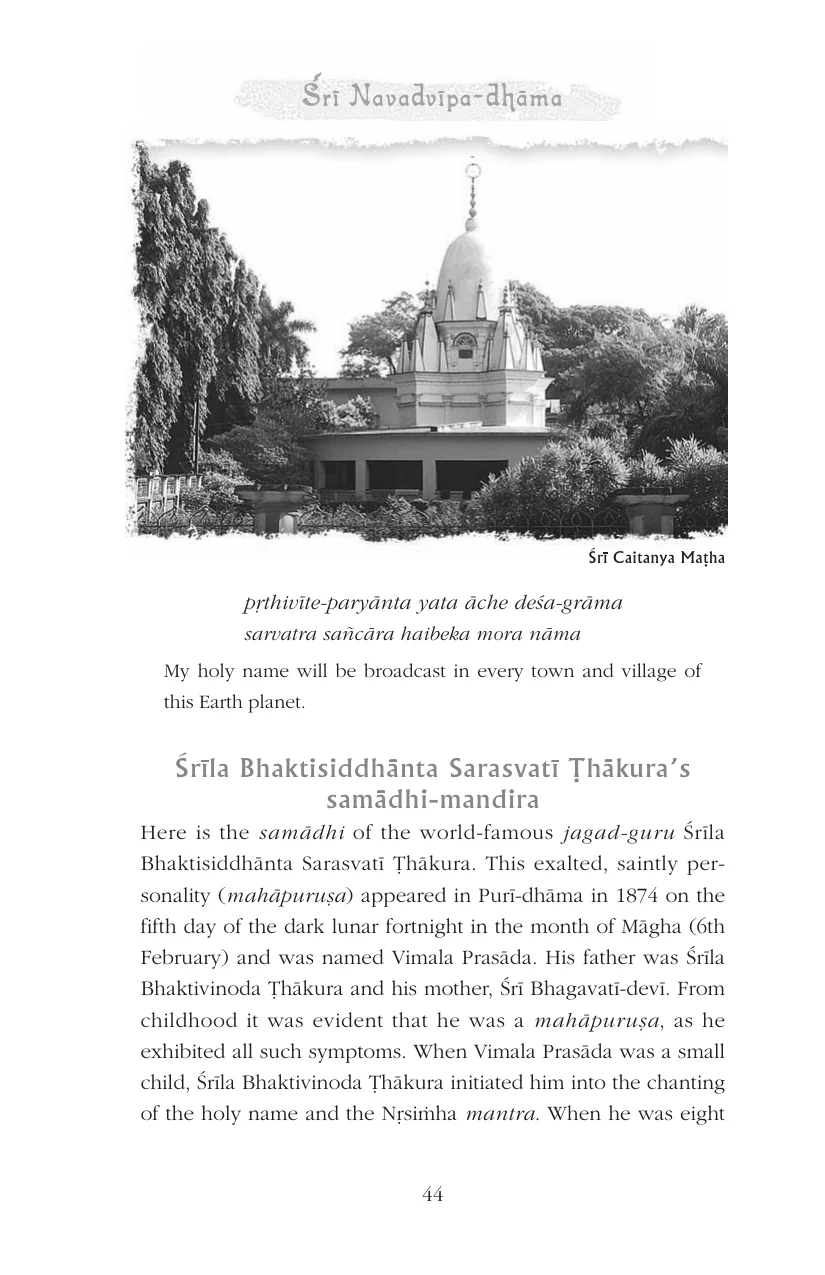 Śrī Navadvīpa-dhāma
Śrī Caitanya Maṭha
pṛthivīte-paryānta yata āche deśa-grāma
sarvatra sañcāra haibeka mora nāma
My holy name will be broadcast in every town and village of
this Earth planet.
Śrīla Bhaktisiddhānta Sarasvatī Ṭhākura’s
samādhi-mandira
Here is the samādhi of the world-famous jagad-guru Śrīla
Bhaktisiddhānta Sarasvatī Ṭhākura. This exalted, saintly per-
sonality (mahāpuruṣa) appeared in Purī-dhāma in 1874 on the
fifth day of the dark lunar fortnight in the month of Māgha (6th
February) and was named Vimala Prasāda. His father was Śrīla
Bhaktivinoda Ṭhākura and his mother, Śrī Bhagavatī-devī. From
childhood it was evident that he was a mahāpuruṣa, as he
exhibited all such symptoms. When Vimala Prasāda was a small
child, Śrīla Bhaktivinoda Ṭhākura initiated him into the chanting
of the holy name and the Nṛsiṁha mantra. When he was eight
44